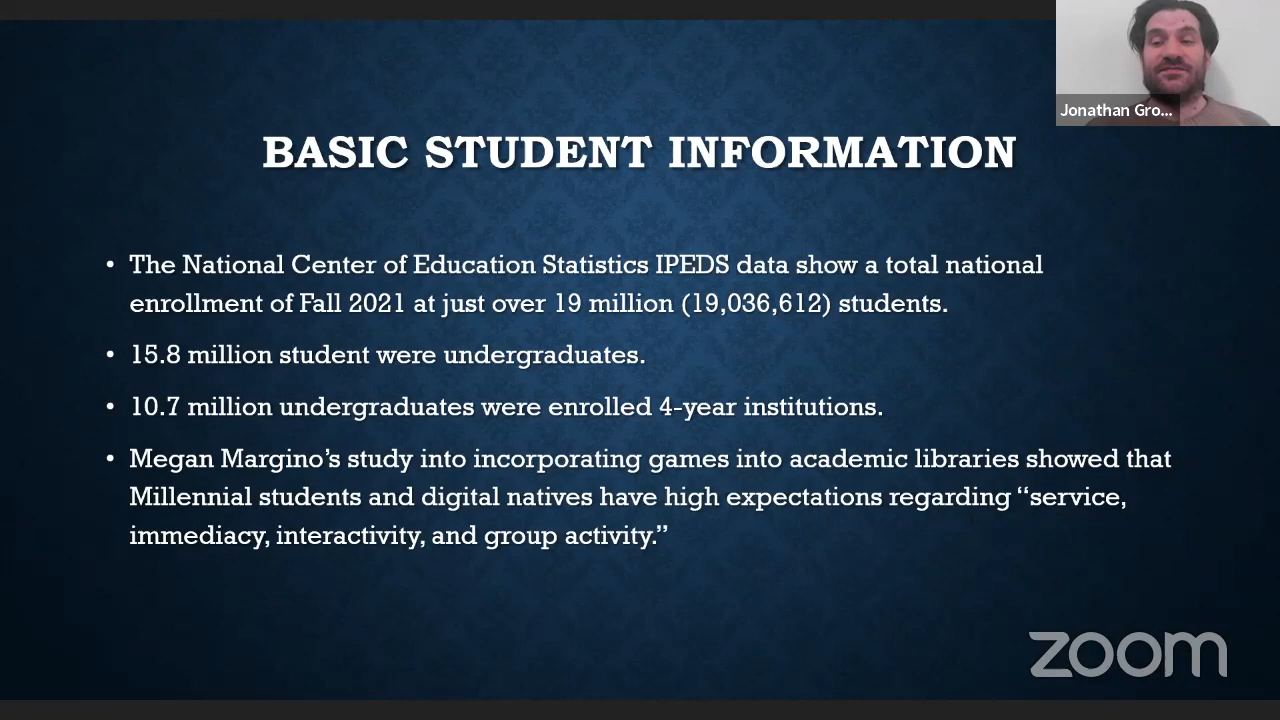 Jonathan Gro...
BASIC STUDENT INFORMATION
• The National Center of Education Statistics IPEDS data show a total national
enrollment of Fall 2021 at just over 19 million (19,036,612) students.
• 15.8 million student were undergraduates.
• 10.7 million undergraduates were enrolled 4-year institutions.
• Megan Margino’s study into incorporating games into academic libraries showed that
Millennial students and digital natives have high expectations regarding “service,
immediacy, interactivity, and group activity.”
zoom